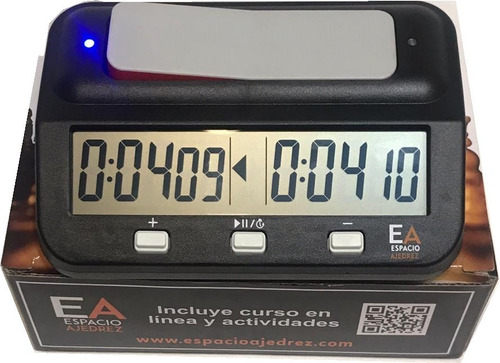 0:0409 0:0410
+ ▶II/ −
EA
ESPACIO
AJEDREZ
EA
ESPACIO
AJEDREZ
Incluye curso en
línea y actividades
www.espacioajedrez.com